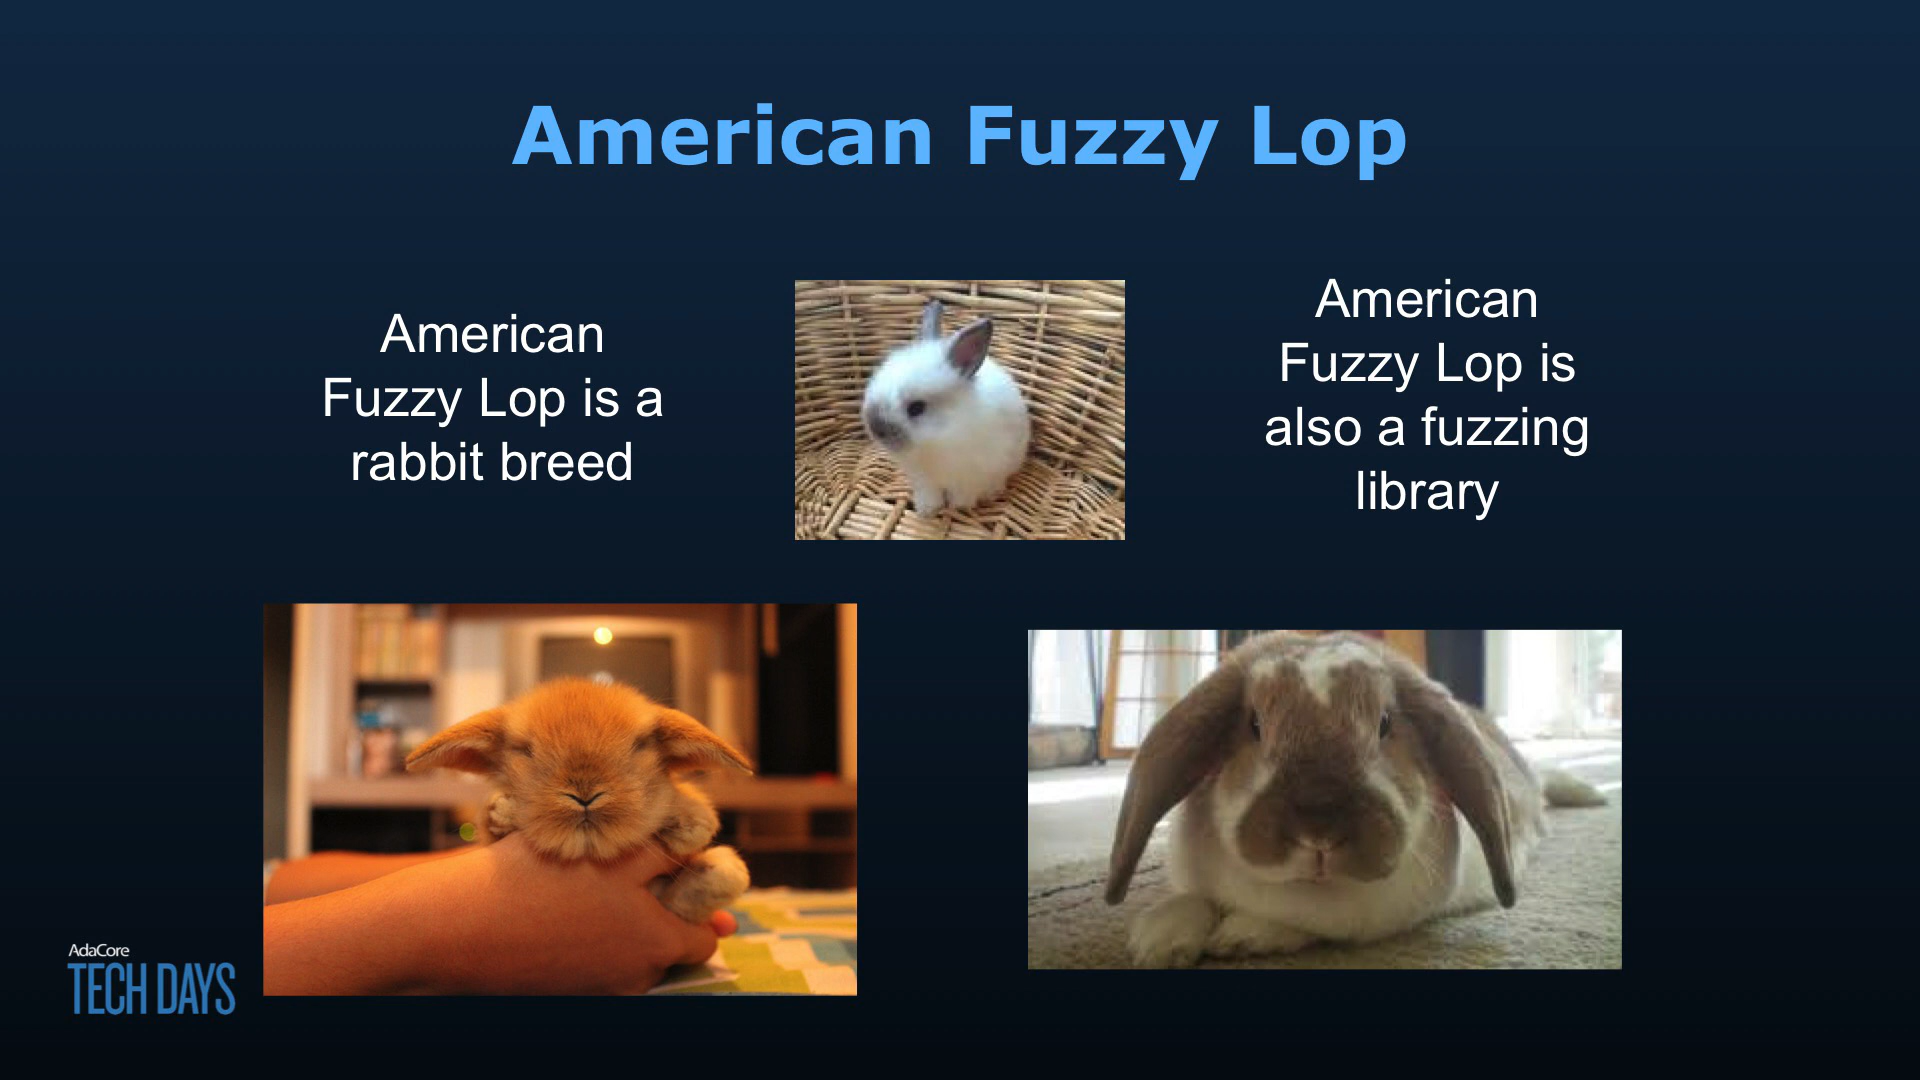 American Fuzzy Lop
American
Fuzzy Lop is a
rabbit breed
American
Fuzzy Lop is
also a fuzzing
library
AdaCore
TECH DAYS